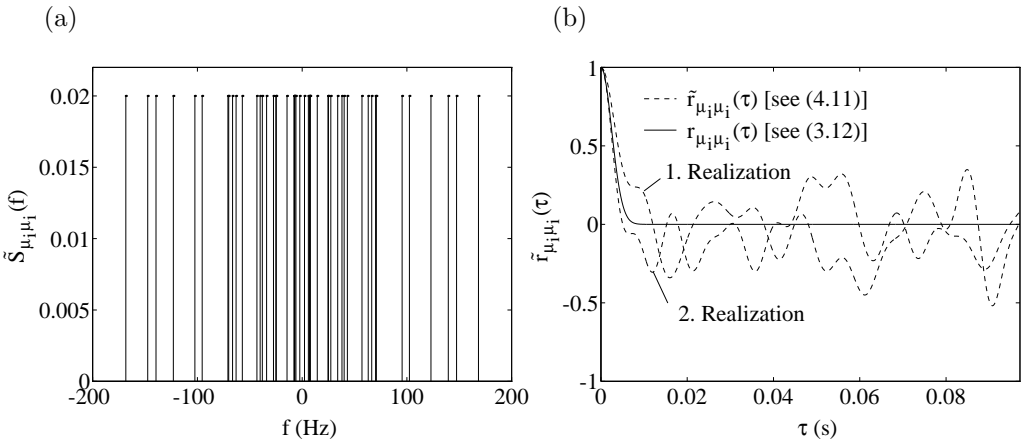 (a)
(b)
0.02
0.015
0.01
0.005
0
-200
-100
0
100
200
f (Hz)
S̃μiμi(f)
1
0.5
0
-0.5
-1
0
0.02
0.04
0.06
0.08
τ (s)
r̃μiμi(τ)
r̃μiμi(τ) [see (4.11)]
rμiμi(τ) [see (3.12)]
1. Realization
2. Realization